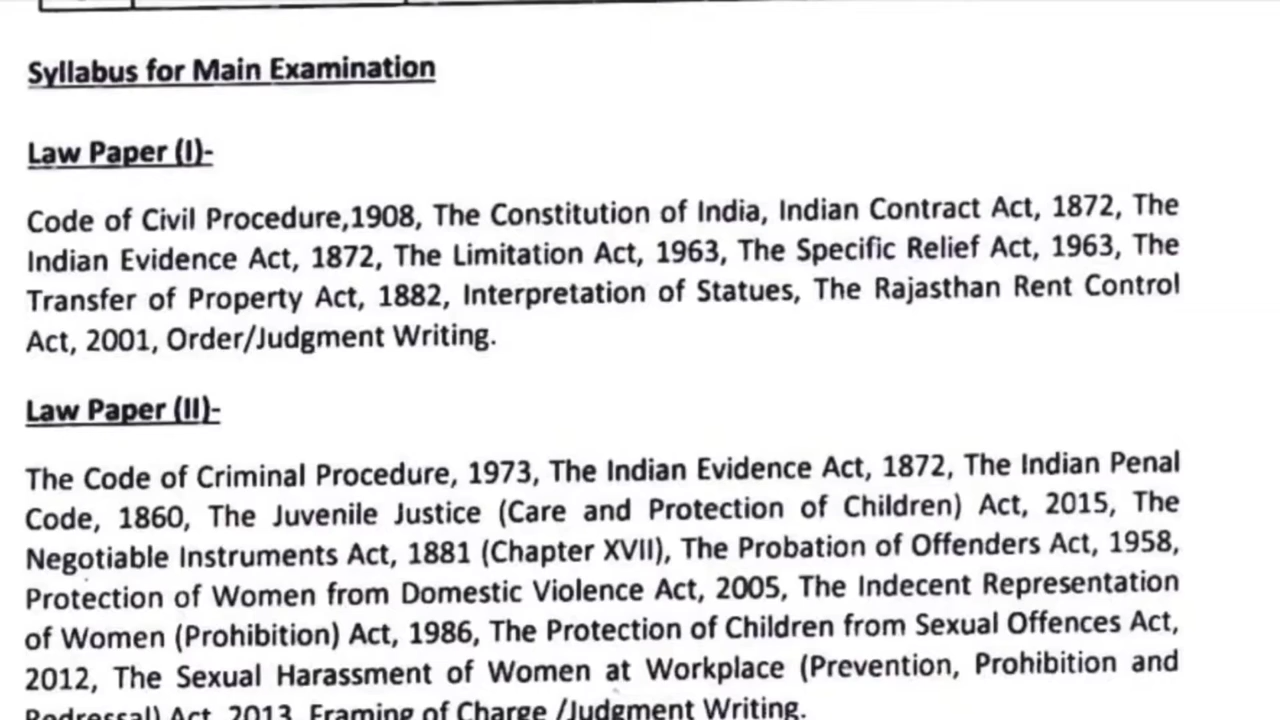 Syllabus for Main Examination
Law Paper (I)-
Code of Civil Procedure,1908, The Constitution of India, Indian Contract Act, 1872, The
Indian Evidence Act, 1872, The Limitation Act, 1963, The Specific Relief Act, 1963, The
Transfer of Property Act, 1882, Interpretation of Statues, The Rajasthan Rent Control
Act, 2001, Order/Judgment Writing.
Law Paper (II)-
The Code of Criminal Procedure, 1973, The Indian Evidence Act, 1872, The Indian Penal
Code, 1860, The Juvenile Justice (Care and Protection of Children) Act, 2015, The
Negotiable Instruments Act, 1881 (Chapter XVII), The Probation of Offenders Act, 1958,
Protection of Women from Domestic Violence Act, 2005, The Indecent Representation
of Women (Prohibition) Act, 1986, The Protection of Children from Sexual Offences Act,
2012, The Sexual Harassment of Women at Workplace (Prevention, Prohibition and
Redressal) Act, 2013, Framing of Charge /Judgment Writing.